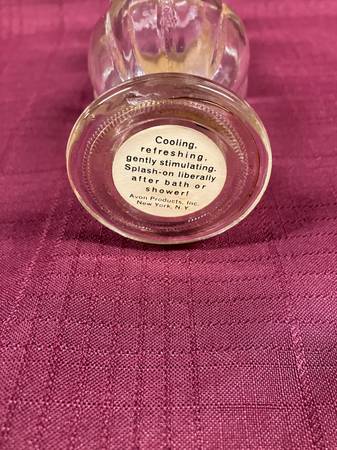 Cooling,
refreshing,
gently stimulating.
Splash-on liberally
after bath or
shower!
Avon Products, Inc.
New York, N.Y.